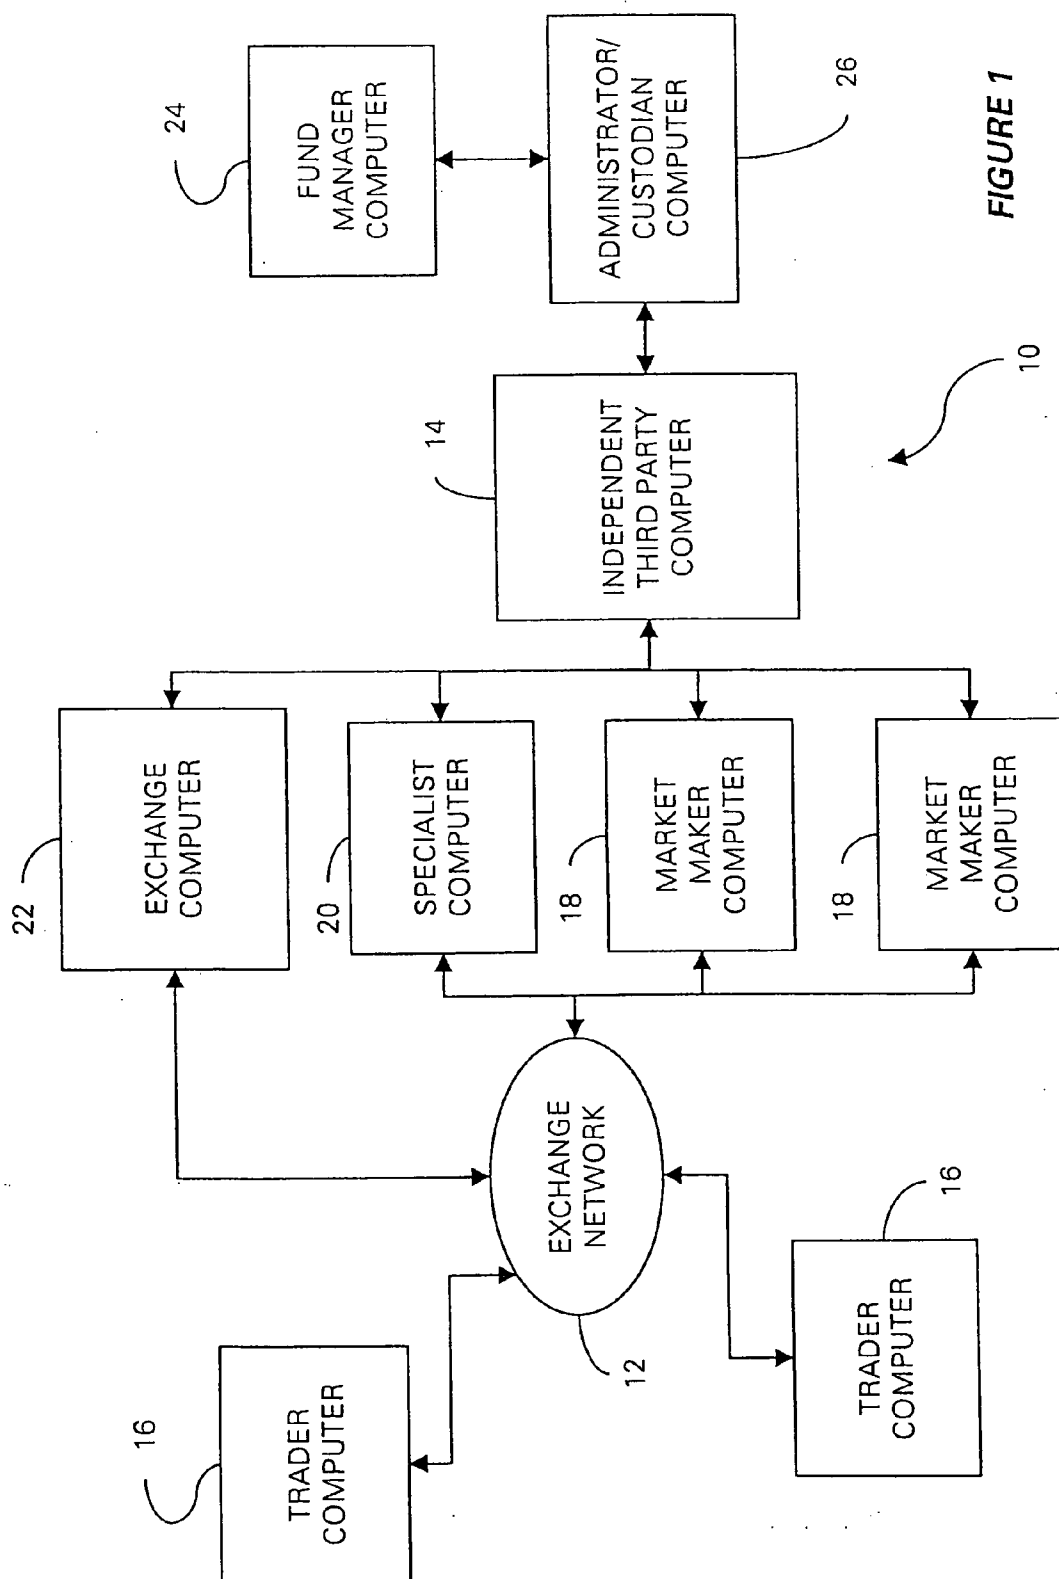 16
TRADER
COMPUTER
12
EXCHANGE
NETWORK
TRADER
COMPUTER
16
22
EXCHANGE
COMPUTER
20
SPECIALIST
COMPUTER
18
MARKET
MAKER
COMPUTER
18
MARKET
MAKER
COMPUTER
14
INDEPENDENT
THIRD PARTY
COMPUTER
10
24
FUND
MANAGER
COMPUTER
ADMINISTRATOR/
CUSTODIAN
COMPUTER
26
FIGURE 1